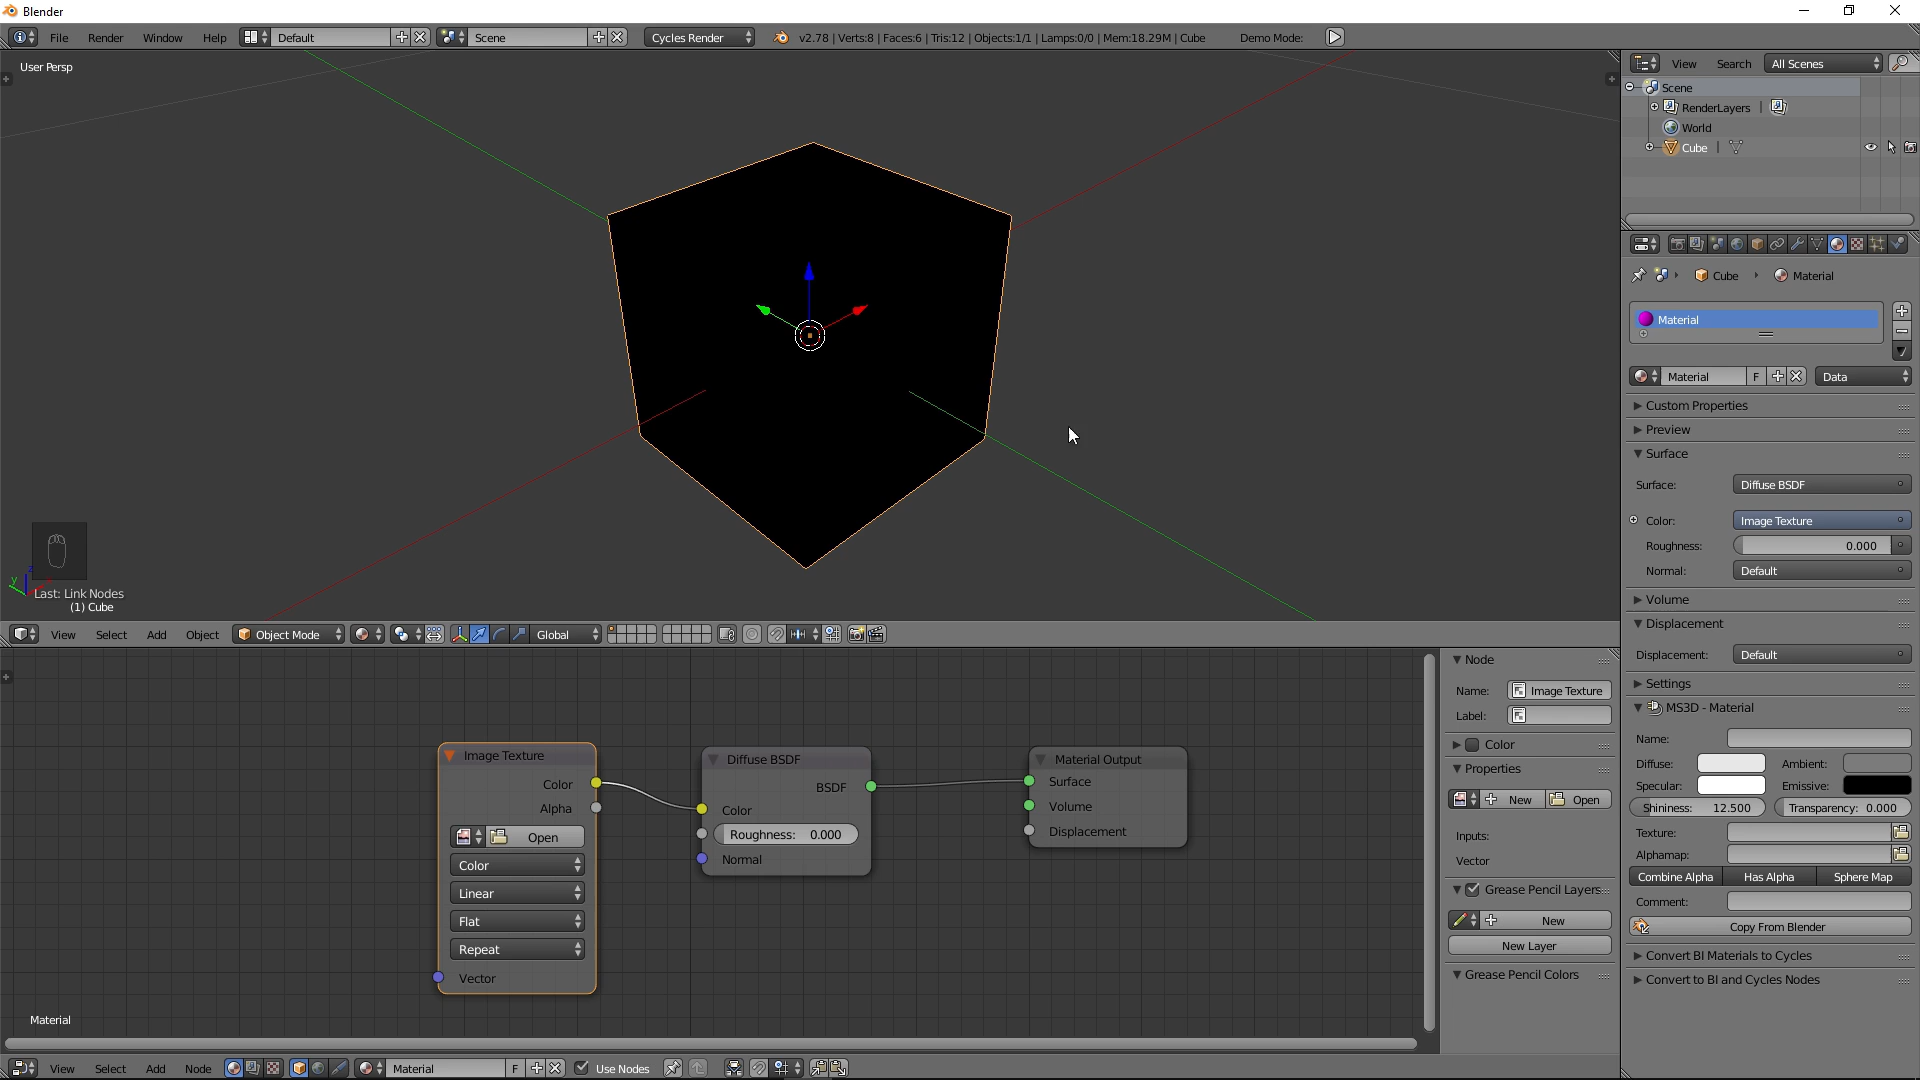 Blender
File Render Window Help Default Scene Cycles Render v2.78 | Verts:8 | Faces:6 | Tris:12 | Objects:1/1 | Lamps:0/0 | Mem:18.29M | Cube Demo Mode:
User Persp
y z
Last: Link Nodes
(1) Cube
View Select Add Object Object Mode Global
Image Texture
Color
Alpha
Open
Color
Linear
Flat
Repeat
Vector
Diffuse BSDF
BSDF
Color
Roughness: 0.000
Normal
Material Output
Surface
Volume
Displacement
Material
View Select Add Node Material F Use Nodes
Node
Name: Image Texture
Label:
Color
Properties
New Open
Inputs:
Vector
Grease Pencil Layers
New
New Layer
Grease Pencil Colors
View Search All Scenes
Scene
RenderLayers |
World
Cube |
Cube Material
Material
Material F Data
Custom Properties
Preview
Surface
Surface: Diffuse BSDF
Color: Image Texture
Roughness: 0.000
Normal: Default
Volume
Displacement
Displacement: Default
Settings
MS3D - Material
Name:
Diffuse: Ambient:
Specular: Emissive:
Shininess: 12.500 Transparency: 0.000
Texture:
Alphamap:
Combine Alpha Has Alpha Sphere Map
Comment:
Copy From Blender
Convert BI Materials to Cycles
Convert to BI and Cycles Nodes